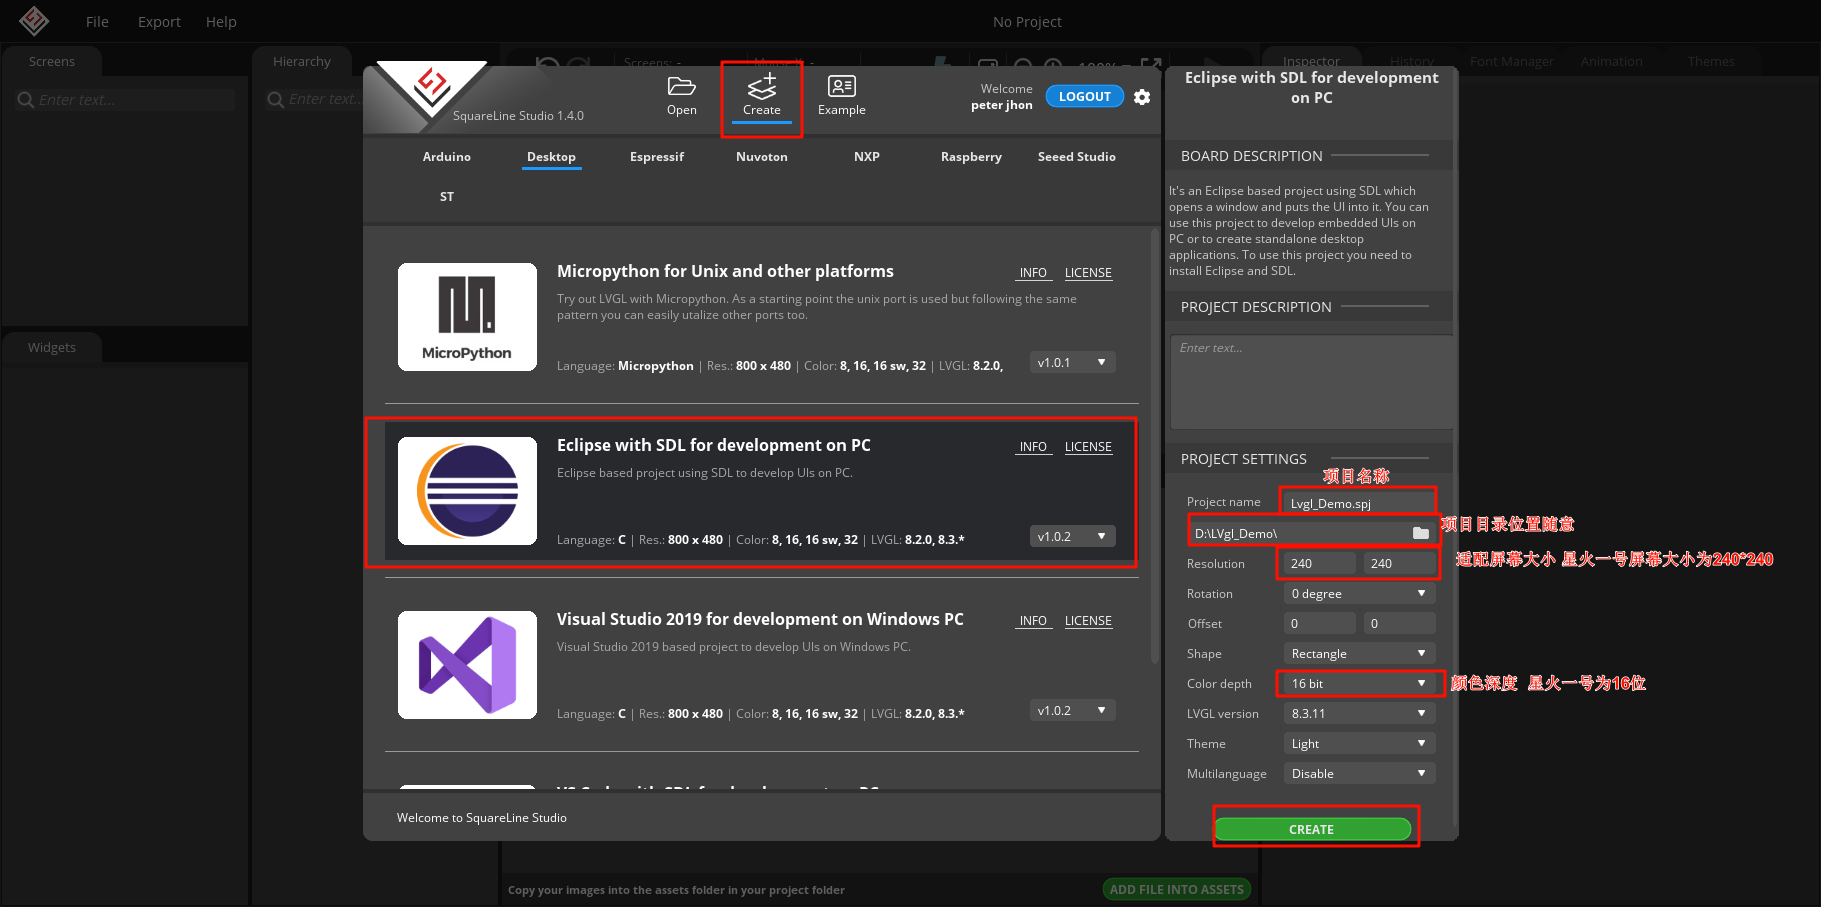 File Export Help
No Project
Screens
Hierarchy
Screens: -
Inspector History Font Manager Animation Themes
Enter text...
Enter text...
Widgets
SquareLine Studio 1.4.0
Open
Create
Example
Welcome
peter jhon
LOGOUT
Arduino Desktop Espressif Nuvoton NXP Raspberry Seeed Studio
ST
MicroPython
Micropython for Unix and other platforms
INFO LICENSE
Try out LVGL with Micropython. As a starting point the unix port is used but following the same
pattern you can easily utalize other ports too.
Language: Micropython | Res.: 800 x 480 | Color: 8, 16, 16 sw, 32 | LVGL: 8.2.0,
v1.0.1
Eclipse with SDL for development on PC
INFO LICENSE
Eclipse based project using SDL to develop UIs on PC.
Language: C | Res.: 800 x 480 | Color: 8, 16, 16 sw, 32 | LVGL: 8.2.0, 8.3.*
v1.0.2
Visual Studio 2019 for development on Windows PC
INFO LICENSE
Visual Studio 2019 based project to develop UIs on Windows PC.
Language: C | Res.: 800 x 480 | Color: 8, 16, 16 sw, 32 | LVGL: 8.2.0, 8.3.*
v1.0.2
Welcome to SquareLine Studio
Copy your images into the assets folder in your project folder
ADD FILE INTO ASSETS
Eclipse with SDL for development
on PC
BOARD DESCRIPTION
It's an Eclipse based project using SDL which
opens a window and puts the UI into it. You can
use this project to develop embedded UIs on
PC or to create standalone desktop
applications. To use this project you need to
install Eclipse and SDL.
PROJECT DESCRIPTION
Enter text...
PROJECT SETTINGS
项目名称
Project name Lvgl_Demo.spj
D:\LVgl_Demo\
项目目录位置随意
Resolution 240 240
适配屏幕大小 星火一号屏幕大小为240*240
Rotation 0 degree
Offset 0 0
Shape Rectangle
Color depth 16 bit
颜色深度 星火一号为16位
LVGL version 8.3.11
Theme Light
Multilanguage Disable
CREATE